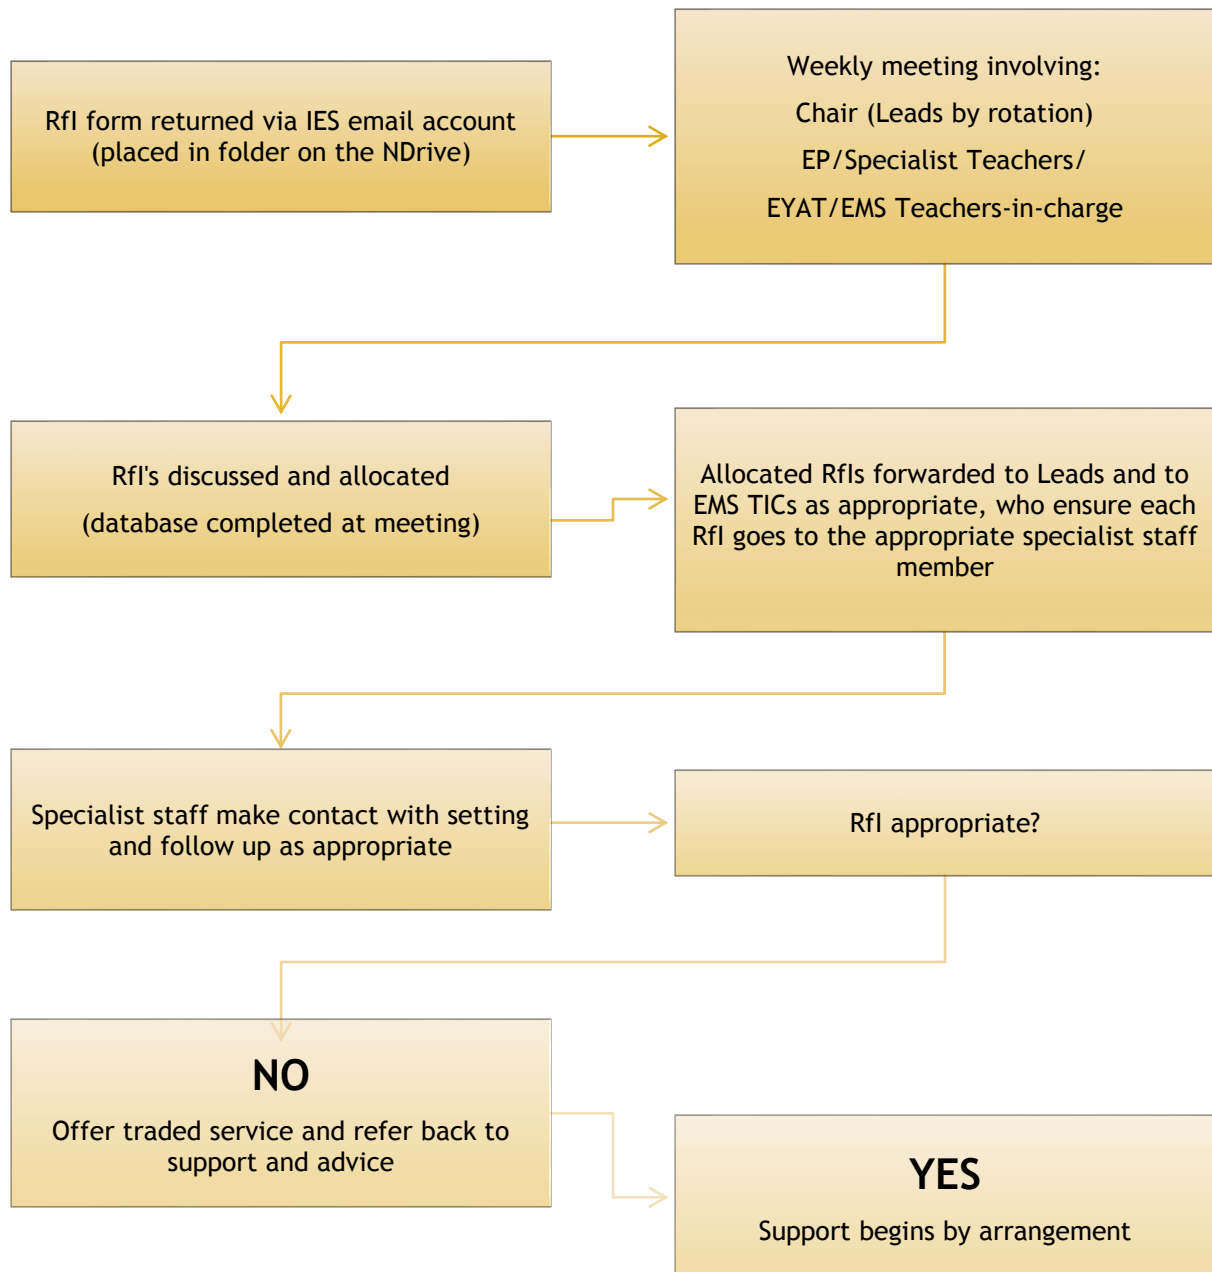 RfI form returned via IES email account
(placed in folder on the NDrive)
Weekly meeting involving:
Chair (Leads by rotation)
EP/Specialist Teachers/
EYAT/EMS Teachers-in-charge
RfI's discussed and allocated
(database completed at meeting)
Allocated RfIs forwarded to Leads and to
EMS TICs as appropriate, who ensure each
RfI goes to the appropriate specialist staff
member
Specialist staff make contact with setting
and follow up as appropriate
RfI appropriate?
NO
Offer traded service and refer back to
support and advice
YES
Support begins by arrangement